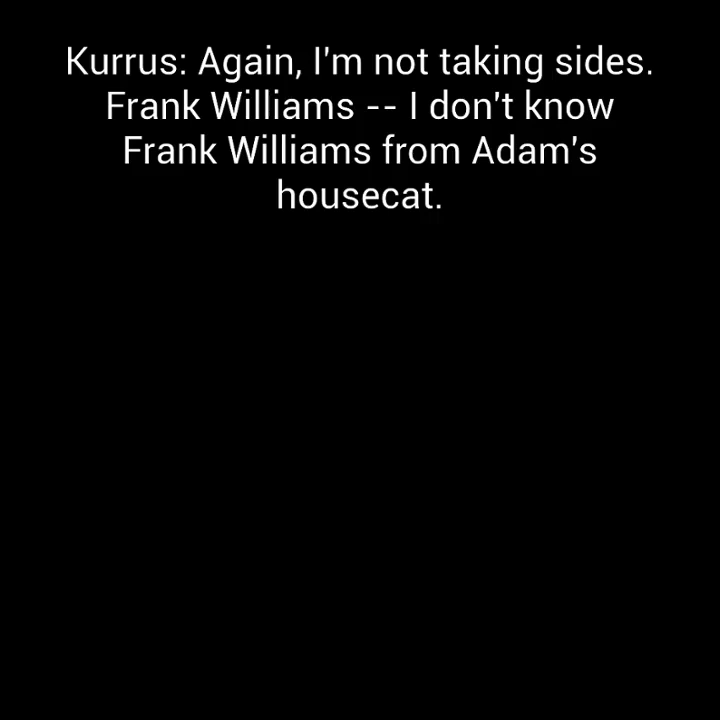 Kurrus: Again, I'm not taking sides.
Frank Williams -- I don't know
Frank Williams from Adam's
housecat.